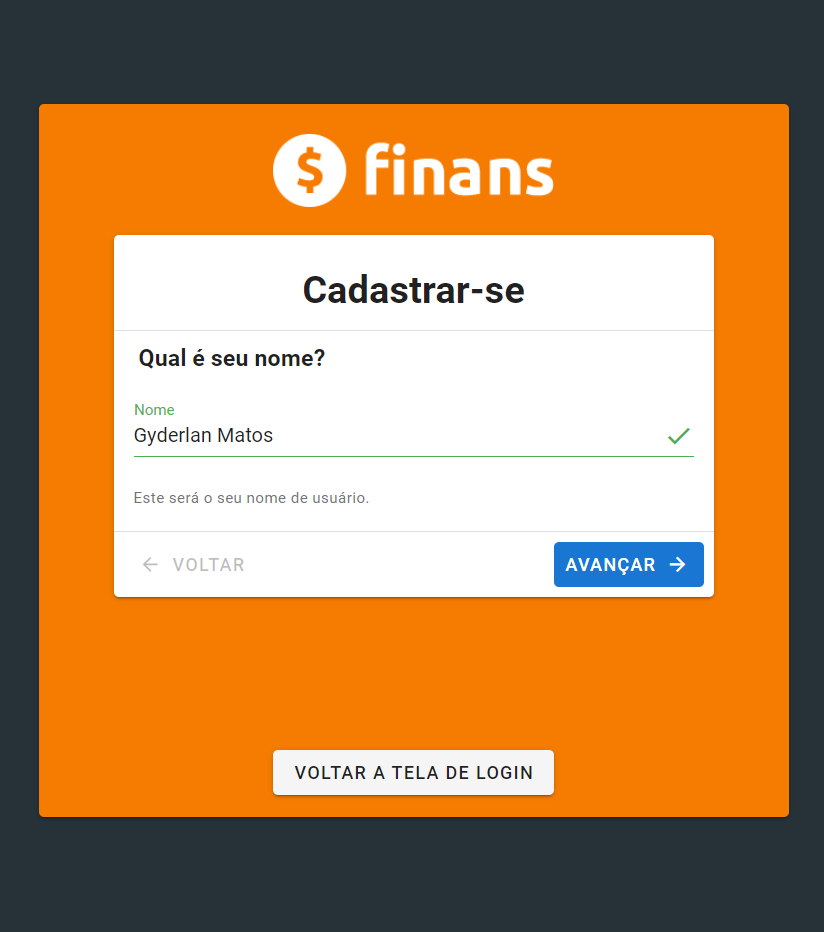 $ finans
Cadastrar-se
Qual é seu nome?
Nome
Gyderlan Matos
Este será o seu nome de usuário.
VOLTAR AVANÇAR
VOLTAR A TELA DE LOGIN